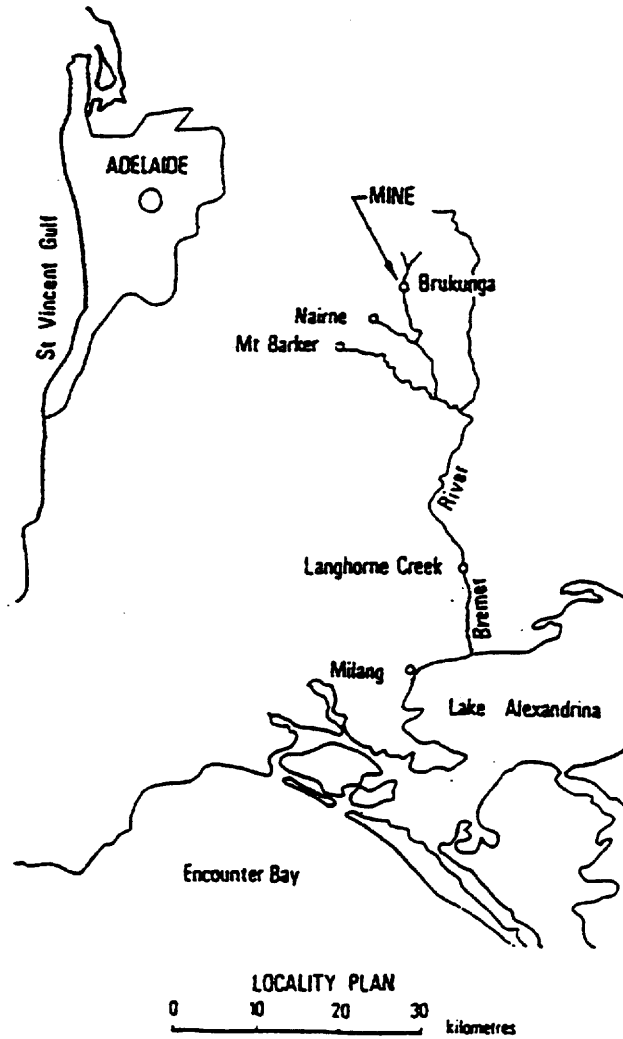 ADELAIDE
St Vincent Gulf
MINE
Brukunga
Nairne
Mt Barker
River
Langhorne Creek
Bremer
Milang
Lake Alexandrina
Encounter Bay
LOCALITY PLAN
0 10 20 30
kilometres